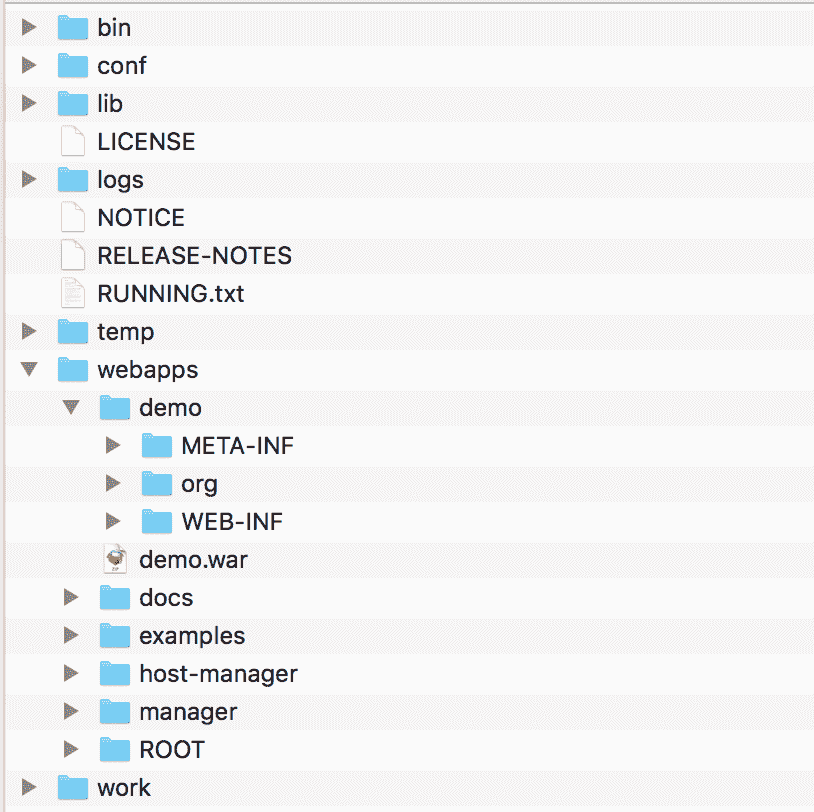 bin
conf
lib
LICENSE
logs
NOTICE
RELEASE-NOTES
RUNNING.txt
temp
webapps
demo
META-INF
org
WEB-INF
demo.war
docs
examples
host-manager
manager
ROOT
work